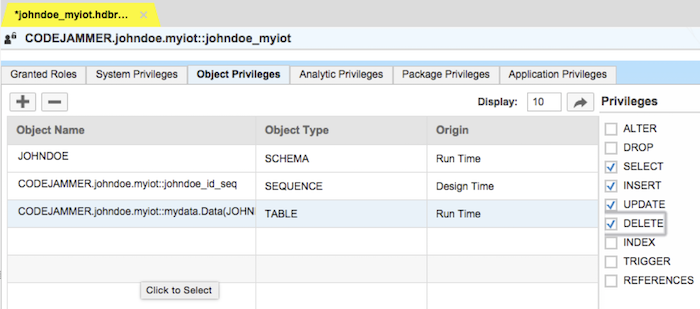 *johndoe_myiot.hdbr...
CODEJAMMER.johndoe.myiot::johndoe_myiot
Granted Roles System Privileges Object Privileges Analytic Privileges Package Privileges Application Privileges
Display: 10 Privileges
Object Name Object Type Origin
JOHNDOE SCHEMA Run Time
CODEJAMMER.johndoe.myiot::johndoe_id_seq SEQUENCE Design Time
CODEJAMMER.johndoe.myiot::mydata.Data(JOHN TABLE Run Time
ALTER
DROP
SELECT
INSERT
UPDATE
DELETE
INDEX
TRIGGER
REFERENCES
Click to Select